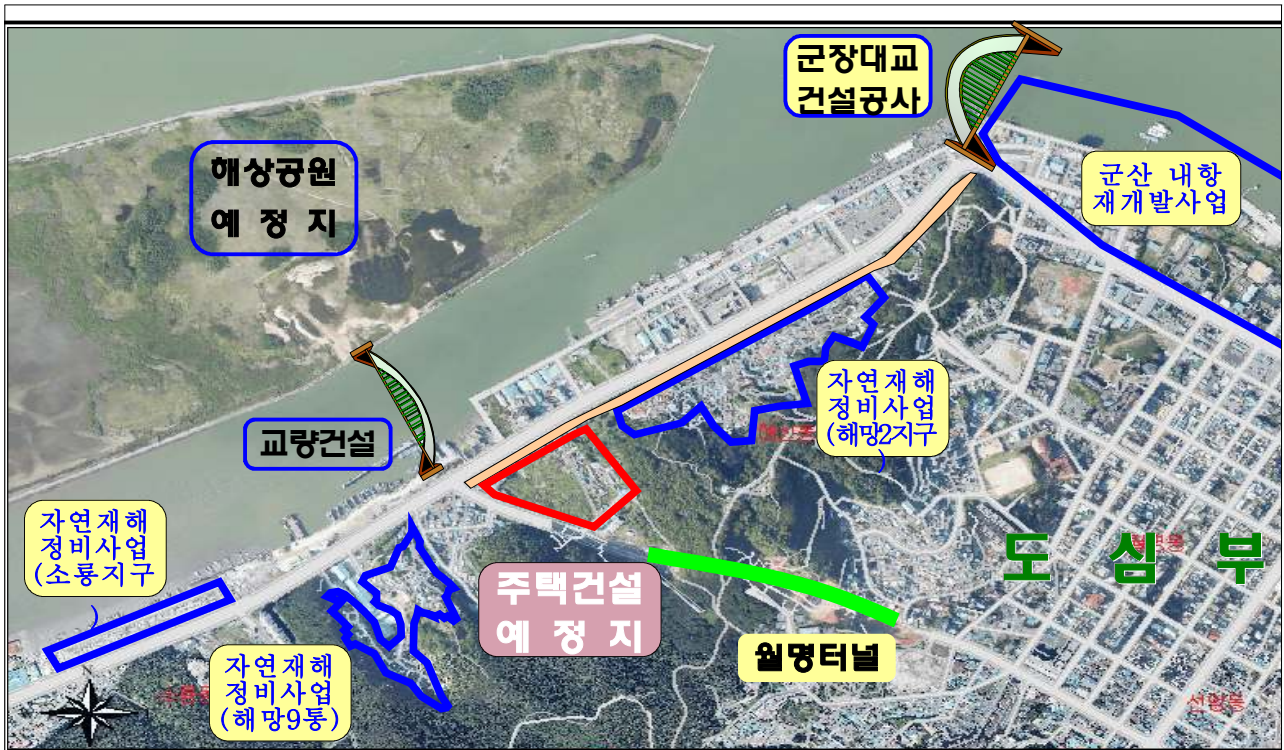 군장대교
건설공사
해상공원
예 정 지
군산 내항
재개발사업
자연재해
정비사업
(해망2지구
교량건설
자연재해
정비사업
(소룡지구
주택건설
예 정 지
도 심 부
월명터널
자연재해
정비사업
(해망9통)